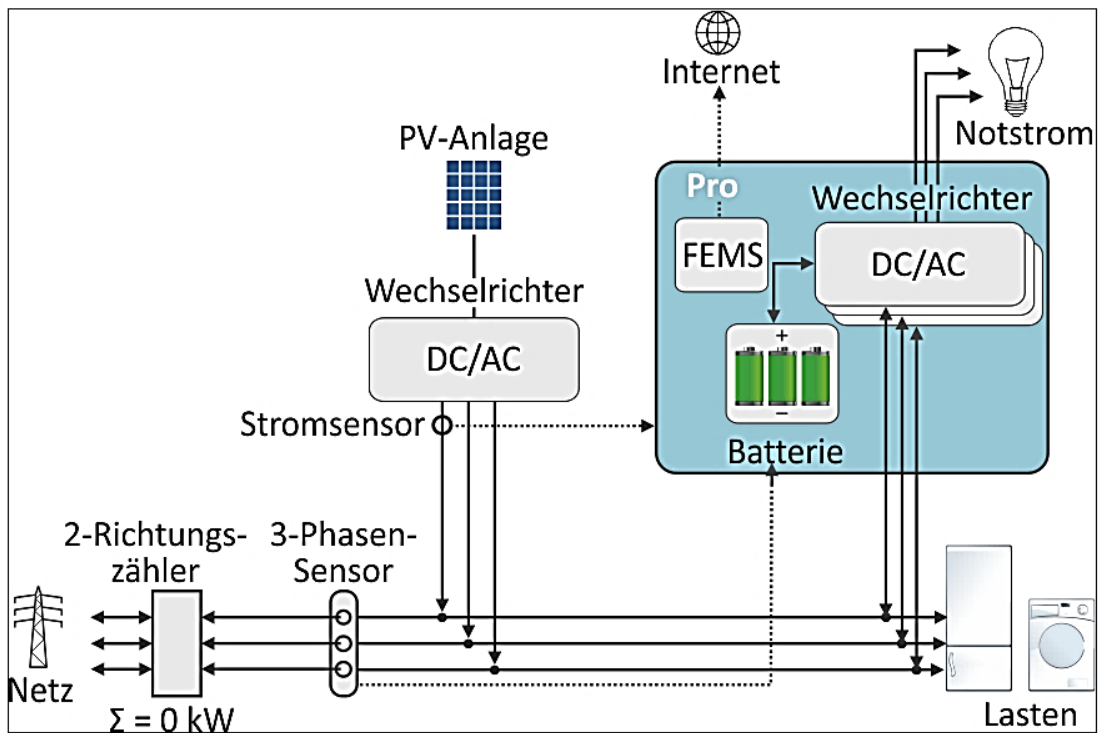 Internet
Notstrom
PV-Anlage
Pro
Wechselrichter
FEMS
DC/AC
Wechselrichter
DC/AC
+
−
Stromsensor
Batterie
2-Richtungs-
zähler
3-Phasen-
Sensor
Netz
Σ = 0 kW
Lasten